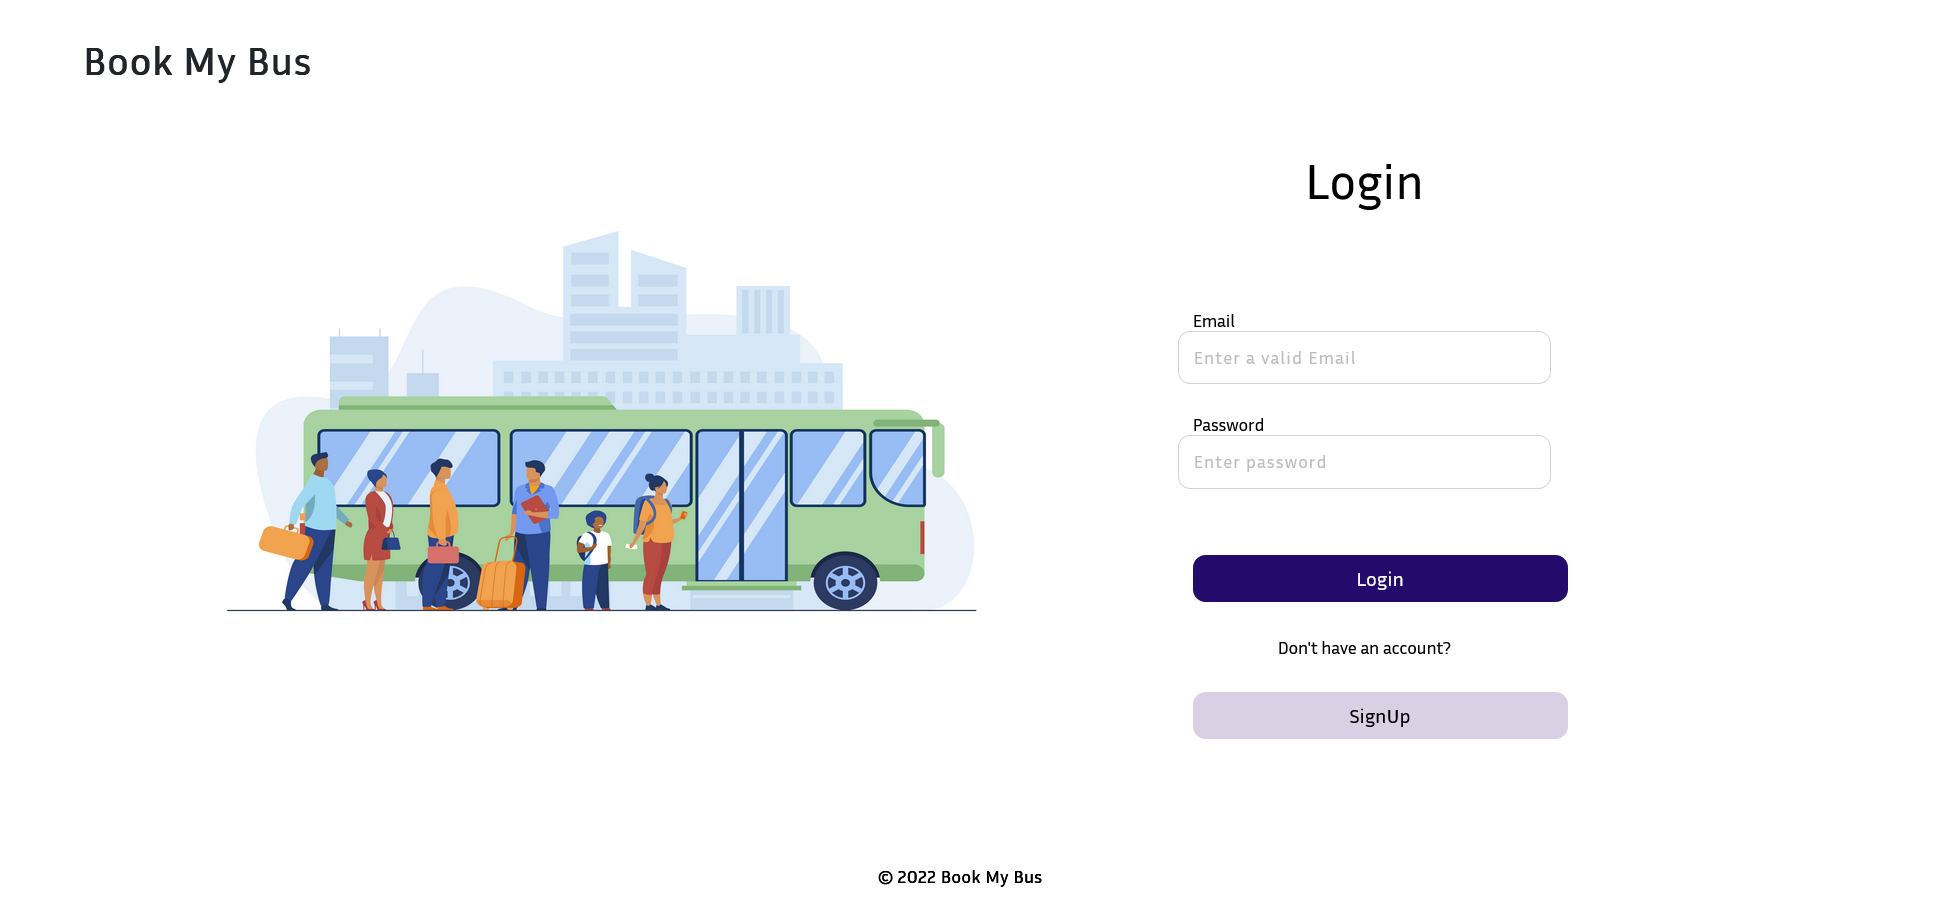 Book My Bus
Login
Email
Enter a valid Email
Password
Enter password
Login
Don't have an account?
SignUp
© 2022 Book My Bus